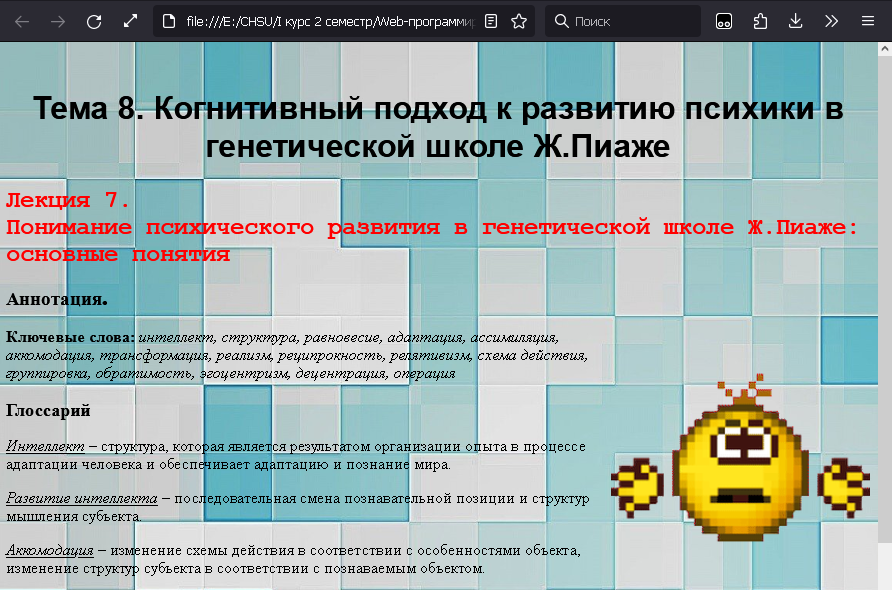 file:///E:/CHSU/I курс 2 семестр/Web-программи
Поиск
Тема 8. Когнитивный подход к развитию психики в
генетической школе Ж.Пиаже
Лекция 7.
Понимание психического развития в генетической школе Ж.Пиаже:
основные понятия
Аннотация.
Ключевые слова: интеллект, структура, равновесие, адаптация, ассимиляция,
аккомодация, трансформация, реализм, реципрокность, релятивизм, схема действия,
группировка, обратимость, эгоцентризм, децентрация, операция
Глоссарий
Интеллект – структура, которая является результатом организации опыта в процессе
адаптации человека и обеспечивает адаптацию и познание мира.
Развитие интеллекта – последовательная смена познавательной позиции и структур
мышления субъекта.
Аккомодация – изменение схемы действия в соответствии с особенностями объекта,
изменение структур субъекта в соответствии с познаваемым объектом.